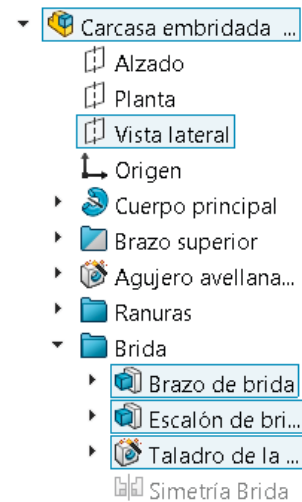 Carcasa embridada ...
Alzado
Planta
Vista lateral
Origen
Cuerpo principal
Brazo superior
Agujero avellana...
Ranuras
Brida
Brazo de brida
Escalón de bri...
Taladro de la ...
Simetría Brida